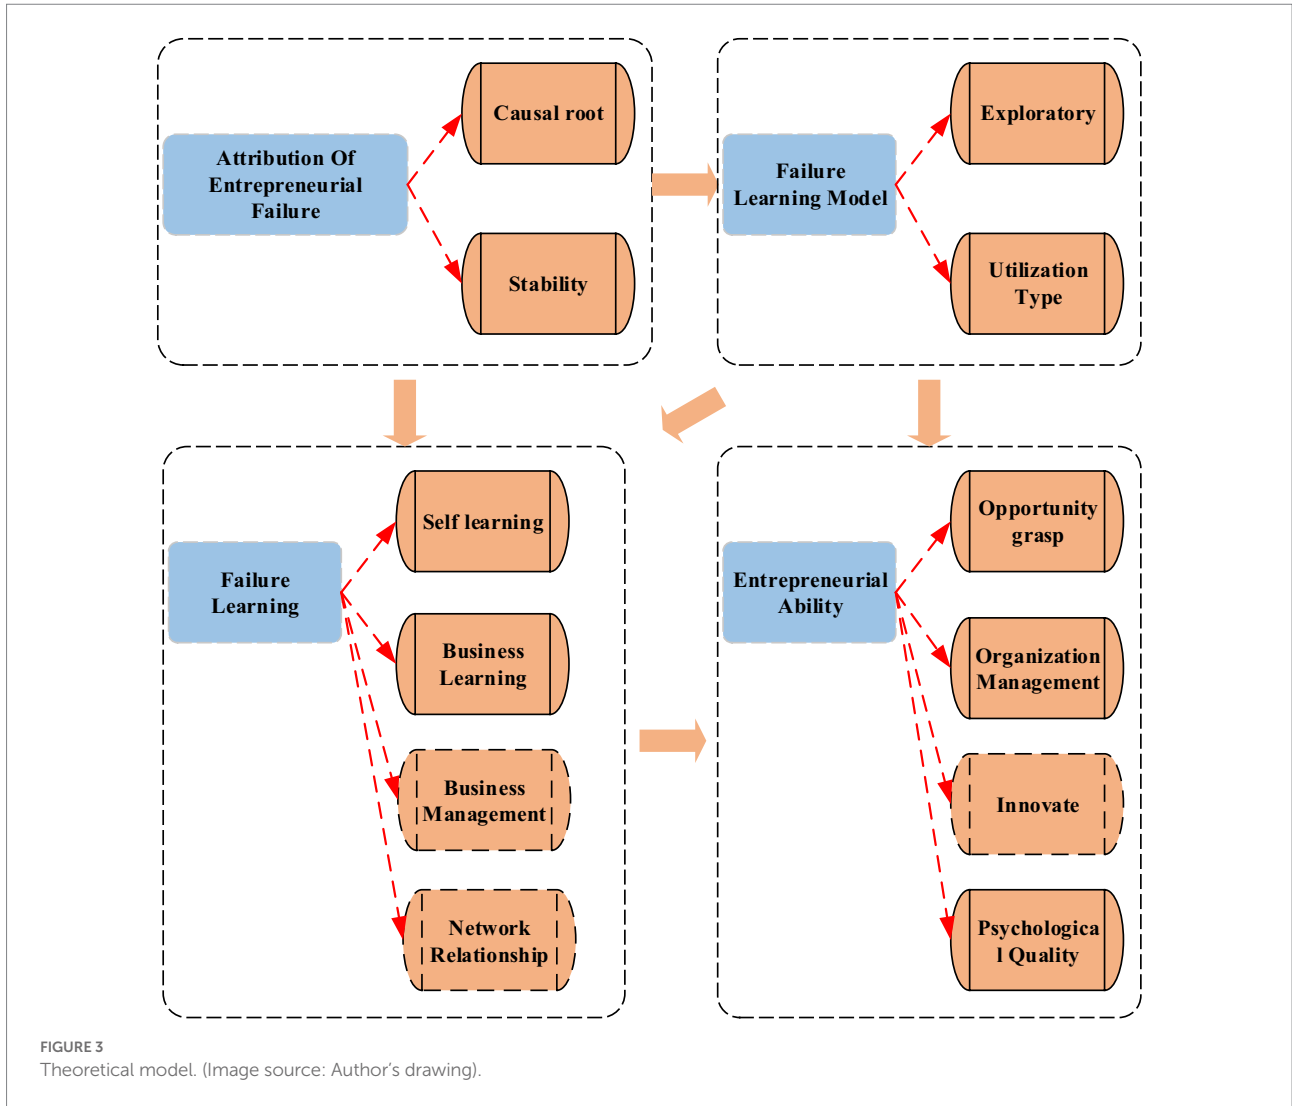 Attribution Of
Entrepreneurial
Failure
Causal root
Stability
Failure
Learning Model
Exploratory
Utilization
Type
Failure
Learning
Self learning
Business
Learning
Business
Management
Network
Relationship
Entrepreneurial
Ability
Opportunity
grasp
Organization
Management
Innovate
Psychologica
l Quality
FIGURE 3
Theoretical model. (Image source: Author's drawing).